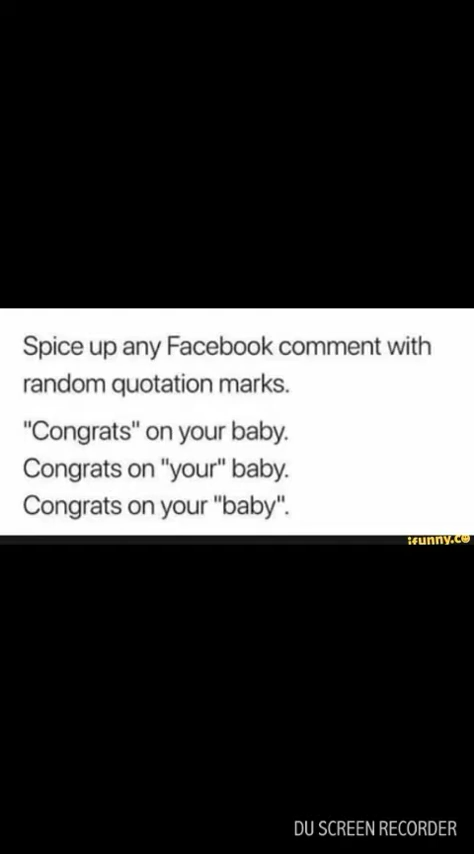 Spice up any Facebook comment with
random quotation marks.
"Congrats" on your baby.
Congrats on "your" baby.
Congrats on your "baby".
ifunny.co
DU SCREEN RECORDER